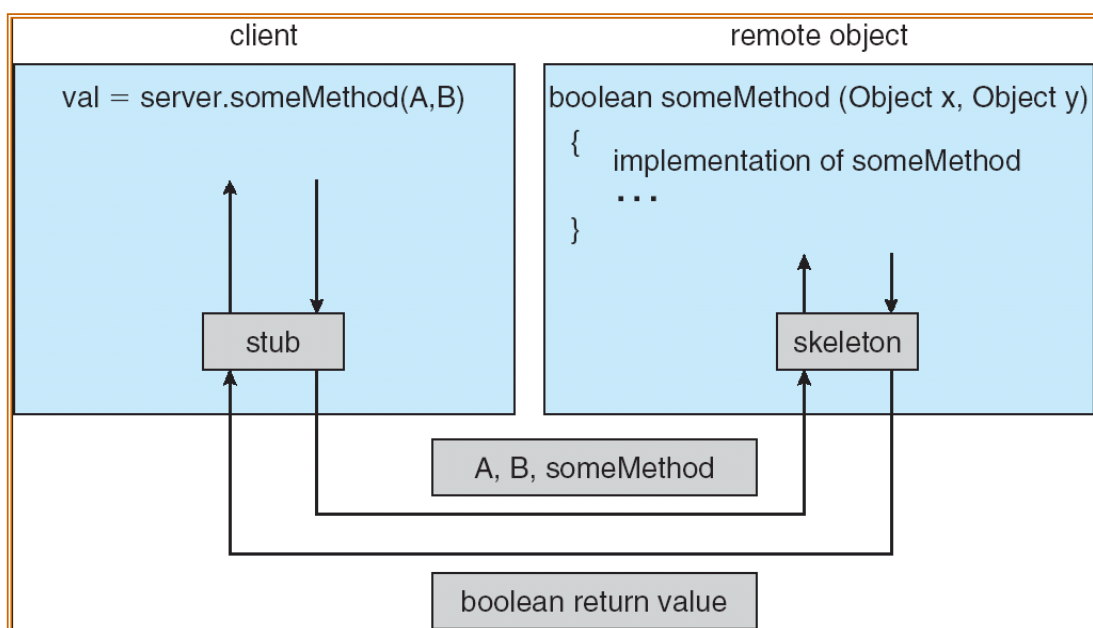 client
remote object
val = server.someMethod(A,B)
boolean someMethod (Object x, Object y)
{
implementation of someMethod
...
}
stub
skeleton
A, B, someMethod
boolean return value